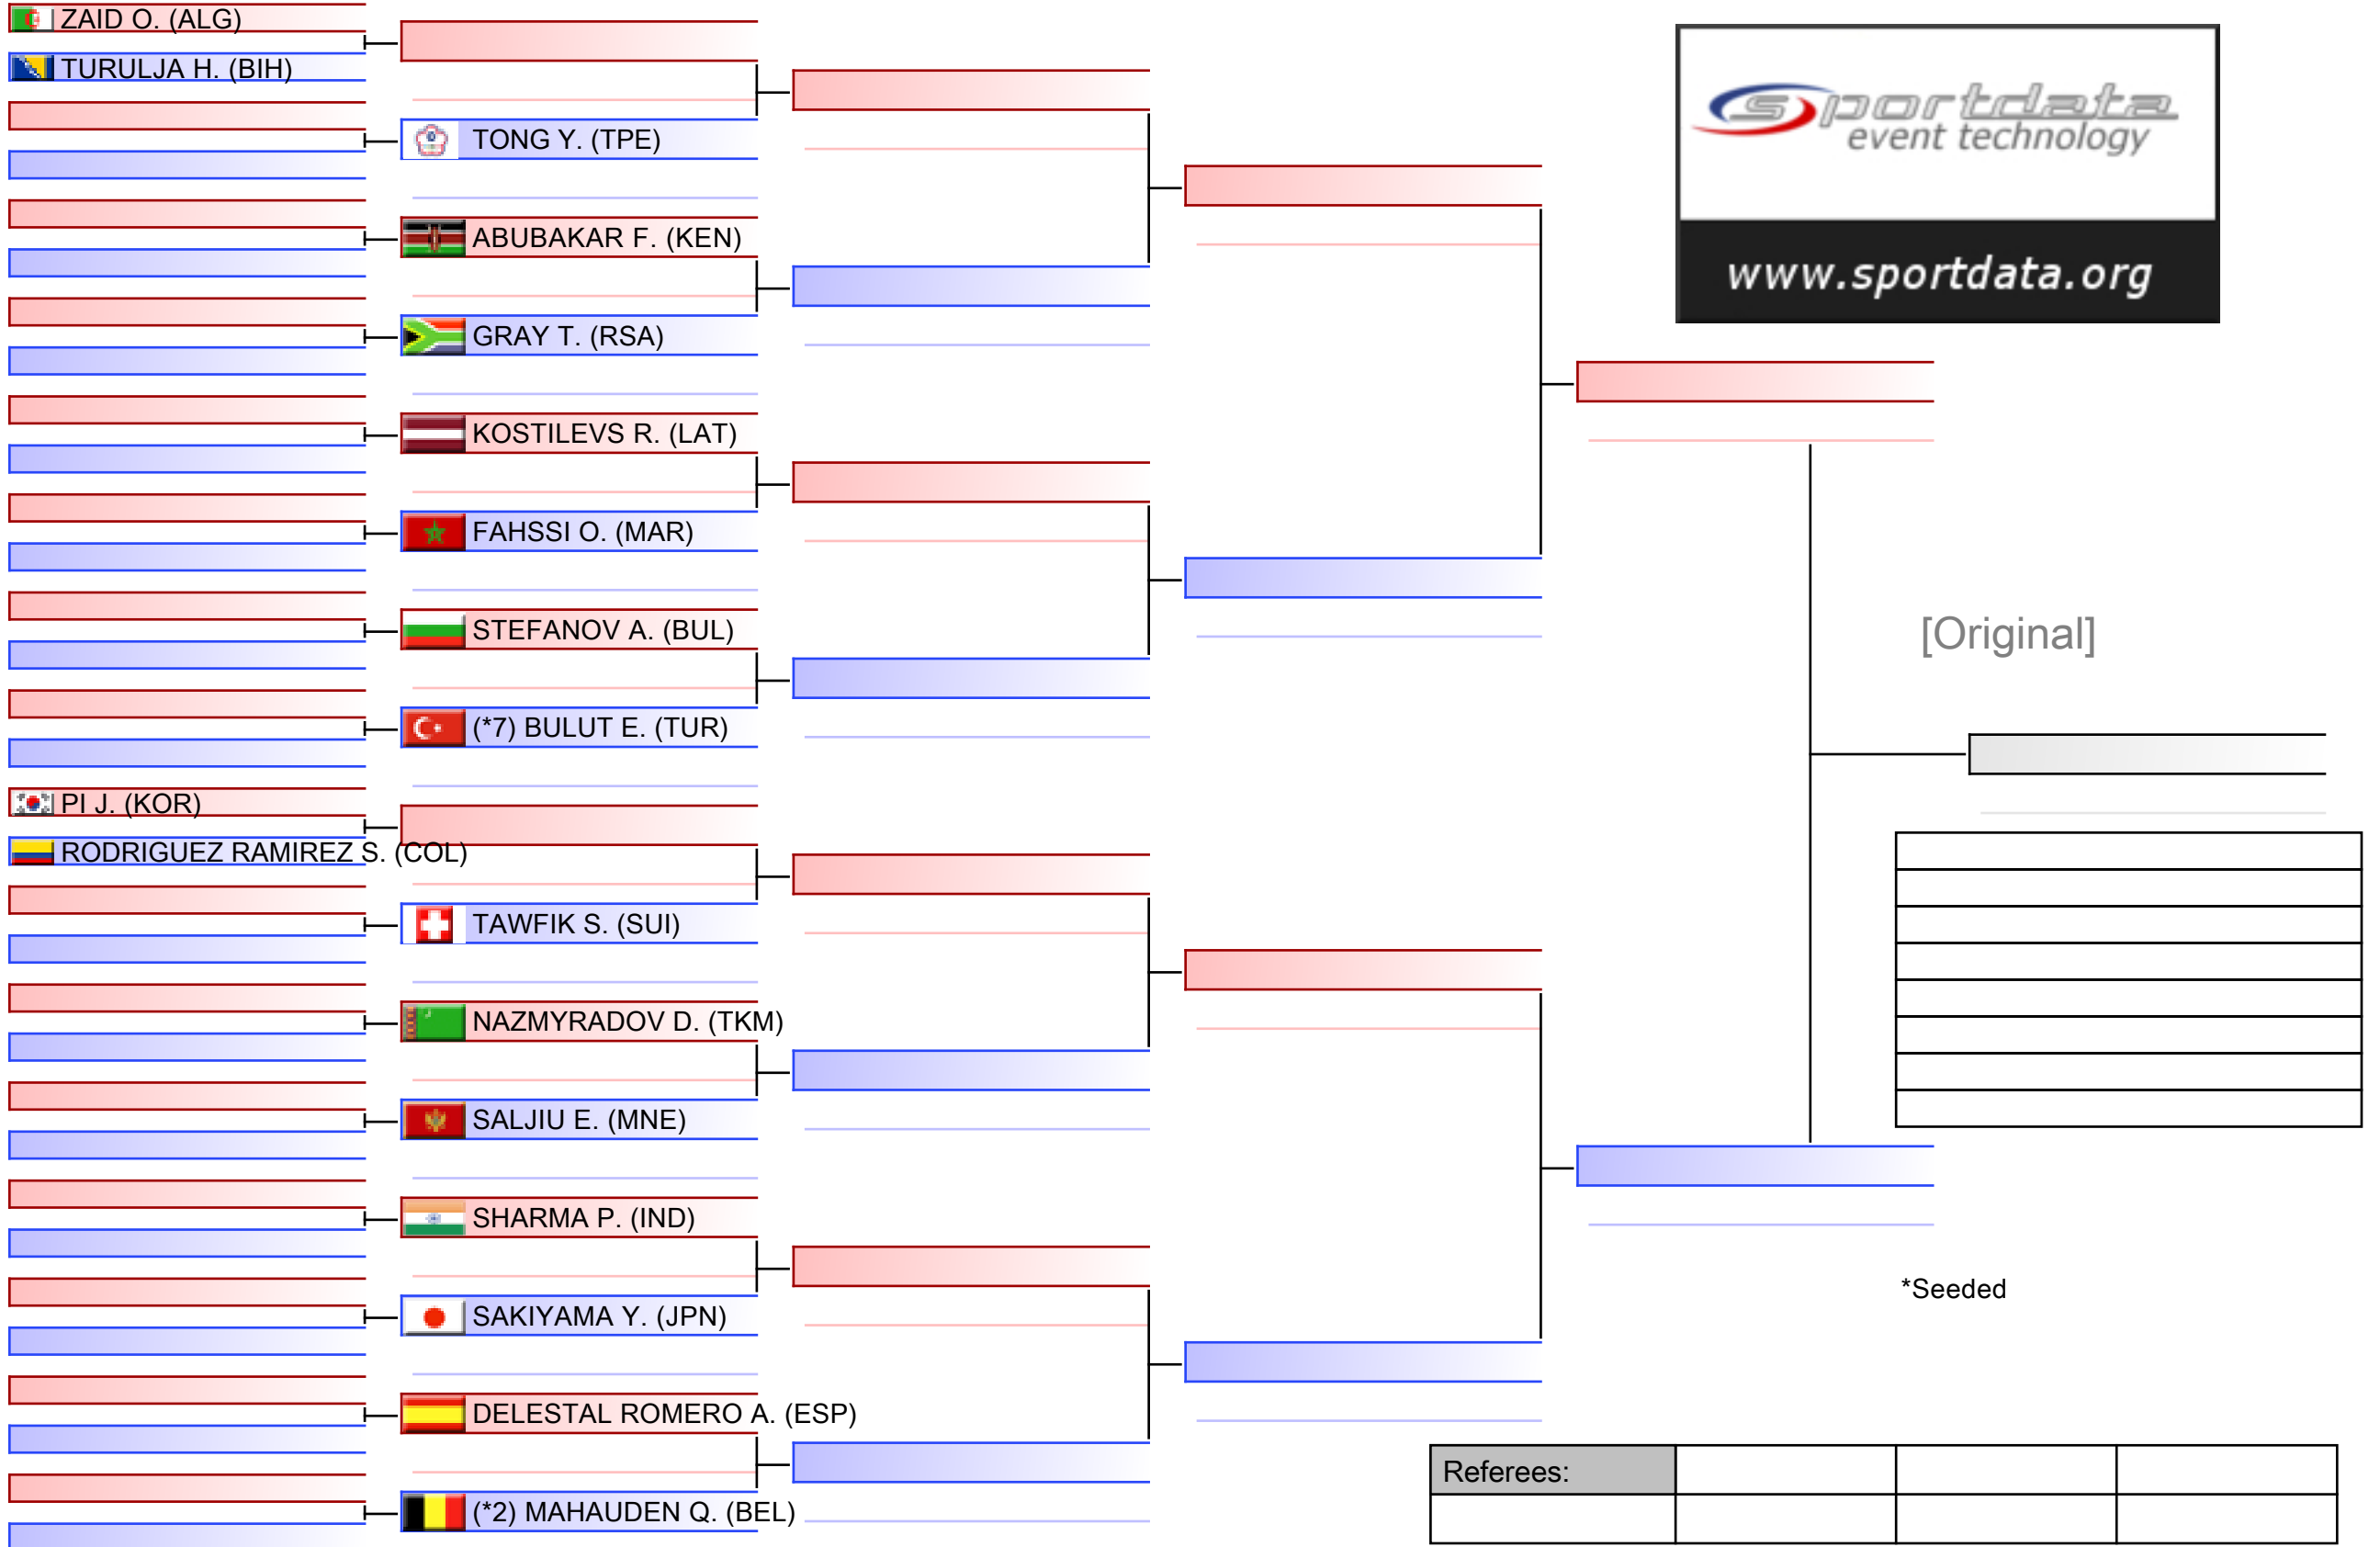 ZAID O. (ALG)
TURULJA H. (BIH)
TONG Y. (TPE)
ABUBAKAR F. (KEN)
GRAY T. (RSA)
KOSTILEVS R. (LAT)
FAHSSI O. (MAR)
STEFANOV A. (BUL)
(*7) BULUT E. (TUR)
PI J. (KOR)
RODRIGUEZ RAMIREZ S. (COL)
TAWFIK S. (SUI)
NAZMYRADOV D. (TKM)
SALJIU E. (MNE)
SHARMA P. (IND)
SAKIYAMA Y. (JPN)
DELESTAL ROMERO A. (ESP)
(*2) MAHAUDEN Q. (BEL)
sportdata
event technology
www.sportdata.org
[Original]
*Seeded
Referees: